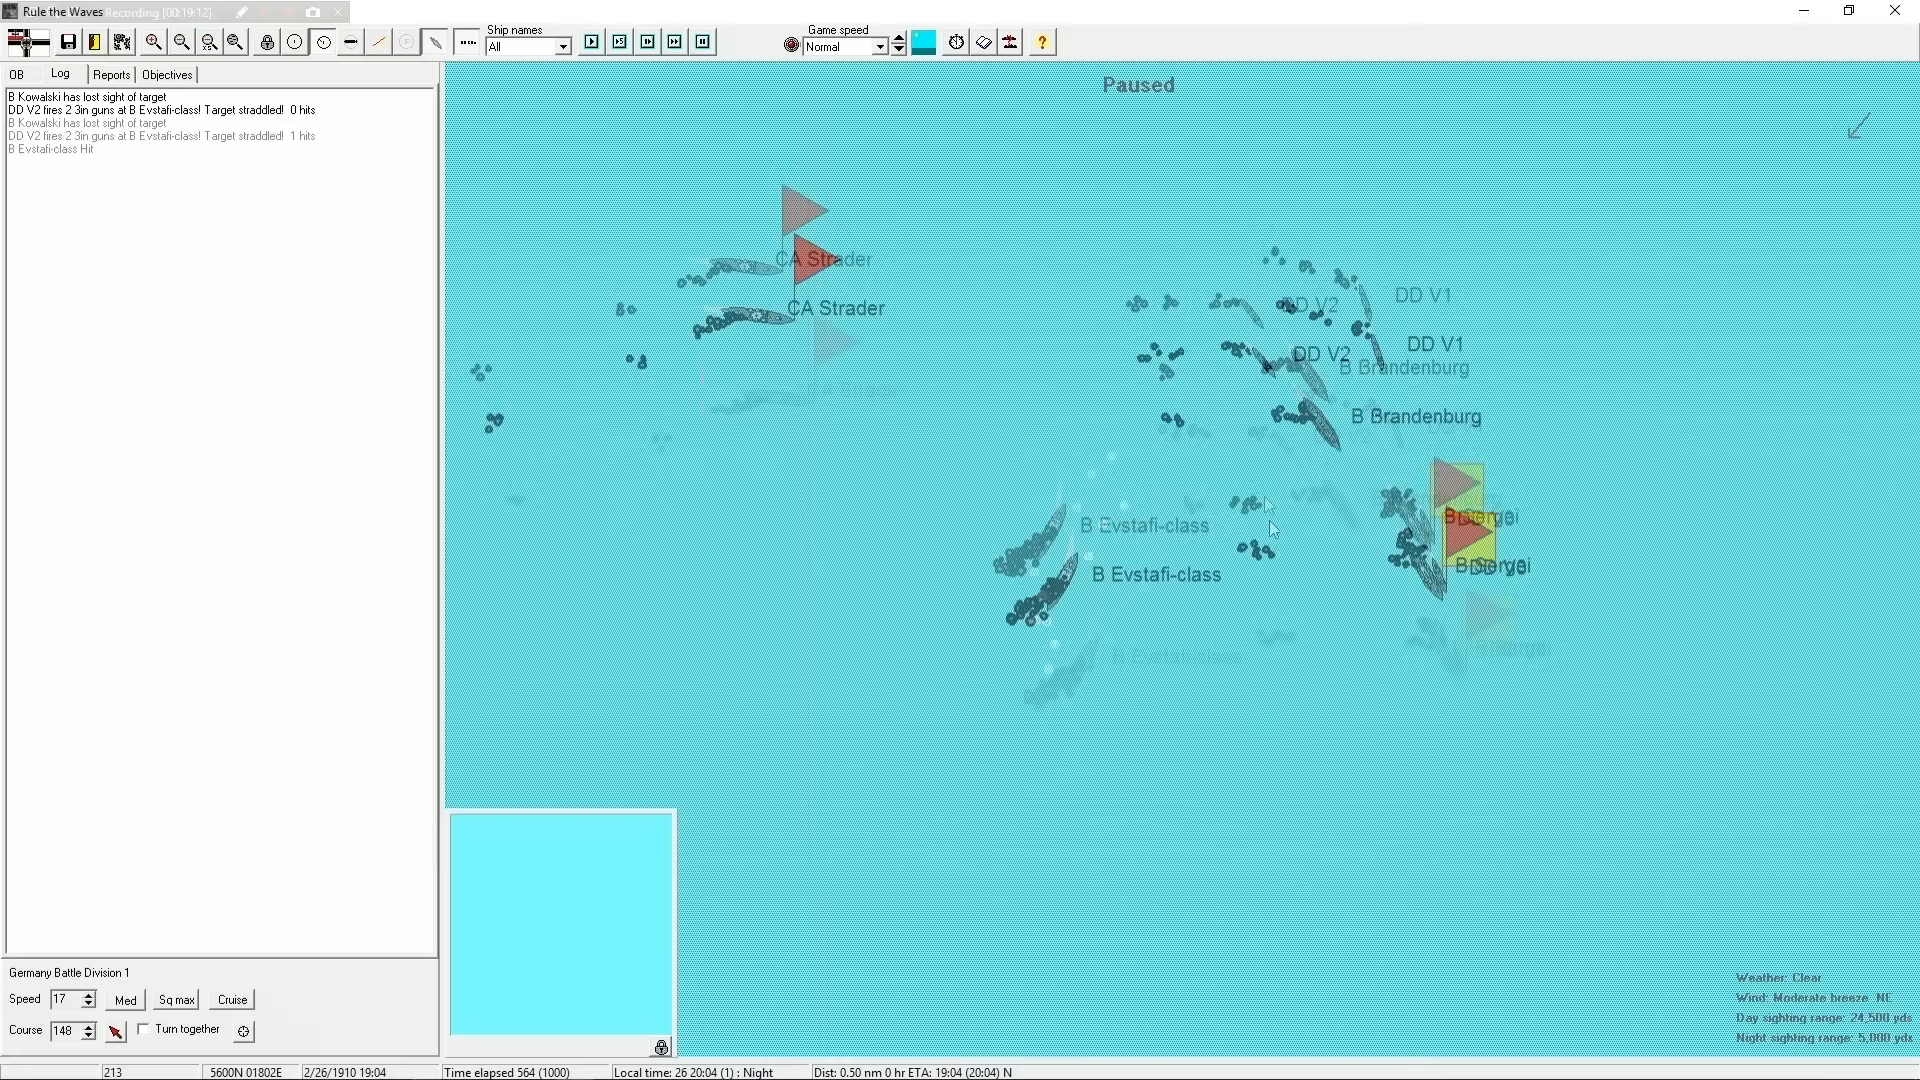 Rule the Waves Recording [00:19:12]
Ship names
All
Game speed
Normal
?
OB Log Reports Objectives
B Kowalski has lost sight of target
DD V2 fires 2 3in guns at B Evstafi-class! Target straddled! 0 hits
B Kowalski has lost sight of target
DD V2 fires 2 3in guns at B Evstafi-class! Target straddled! 1 hits
B Evstafi-class Hit
Paused
CA Strader
CA Strader
DD V1
DD V2
DD V1
DD V2
B Brandenburg
B Brandenburg
B Evstafi-class
B Evstafi-class
B Evstafi-class
Weather: Clear
Wind: Moderate breeze NE
Day sighting range: 24,500 yds
Night sighting range: 5,000 yds
Germany Battle Division 1
Speed 17 Med Sq max Cruise
Course 148 Turn together
213 5600N 01802E 2/26/1910 19:04 Time elapsed 564 (1000) Local time: 26 20:04 (1) : Night Dist: 0.50 nm 0 hr ETA: 19:04 (20:04) N